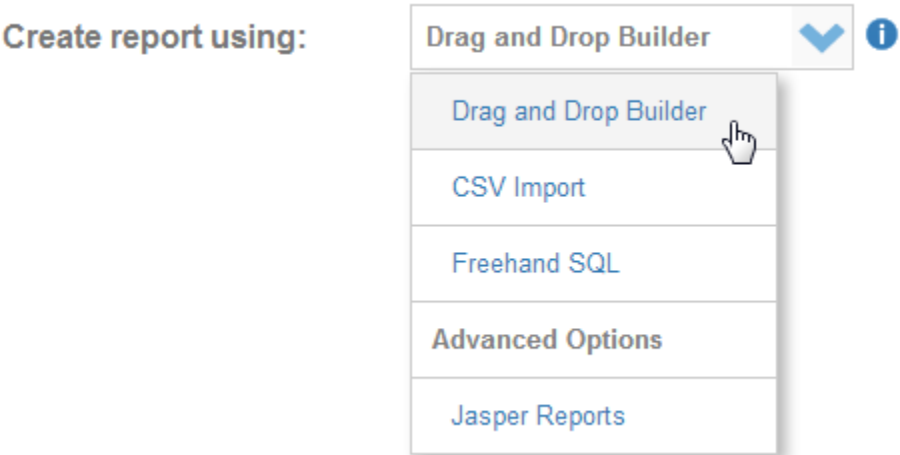 Create report using:
Drag and Drop Builder
Drag and Drop Builder
CSV Import
Freehand SQL
Advanced Options
Jasper Reports